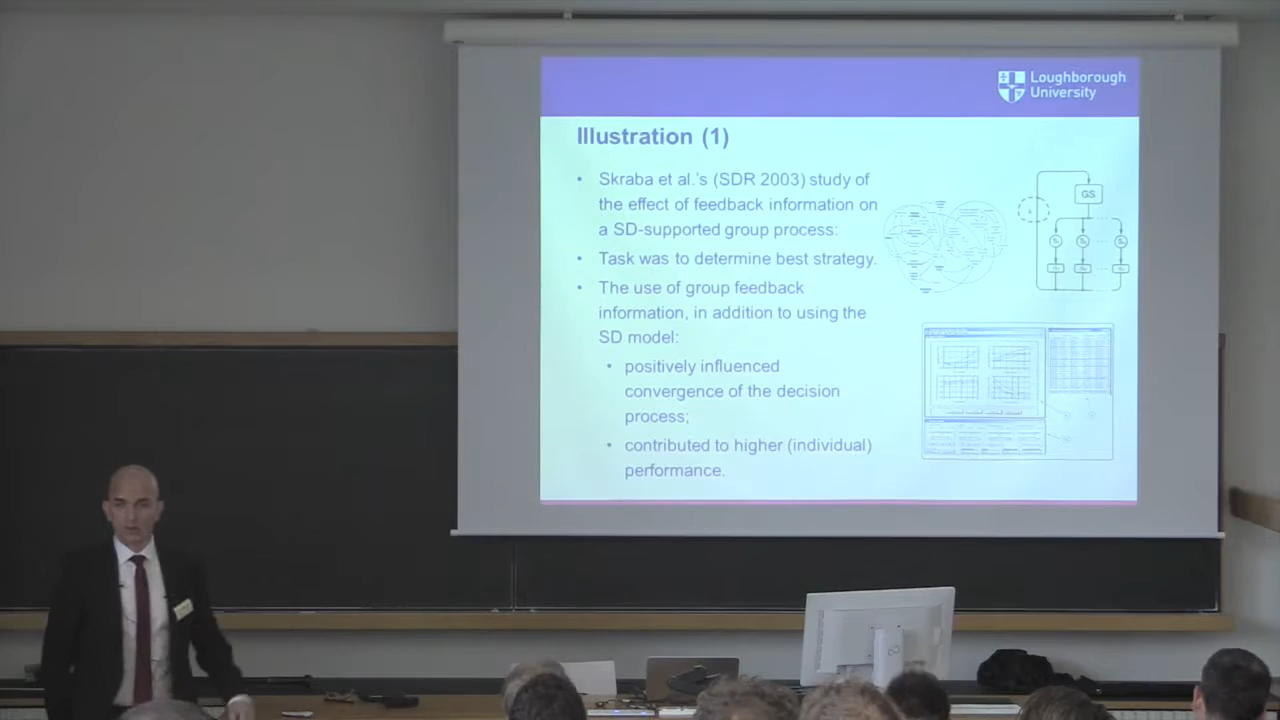 Loughborough
University
Illustration (1)
• Skraba et al.'s (SDR 2003) study of
the effect of feedback information on
a SD-supported group process:
• Task was to determine best strategy.
• The use of group feedback
information, in addition to using the
SD model:
• positively influenced
convergence of the decision
process;
• contributed to higher (individual)
performance.
GS